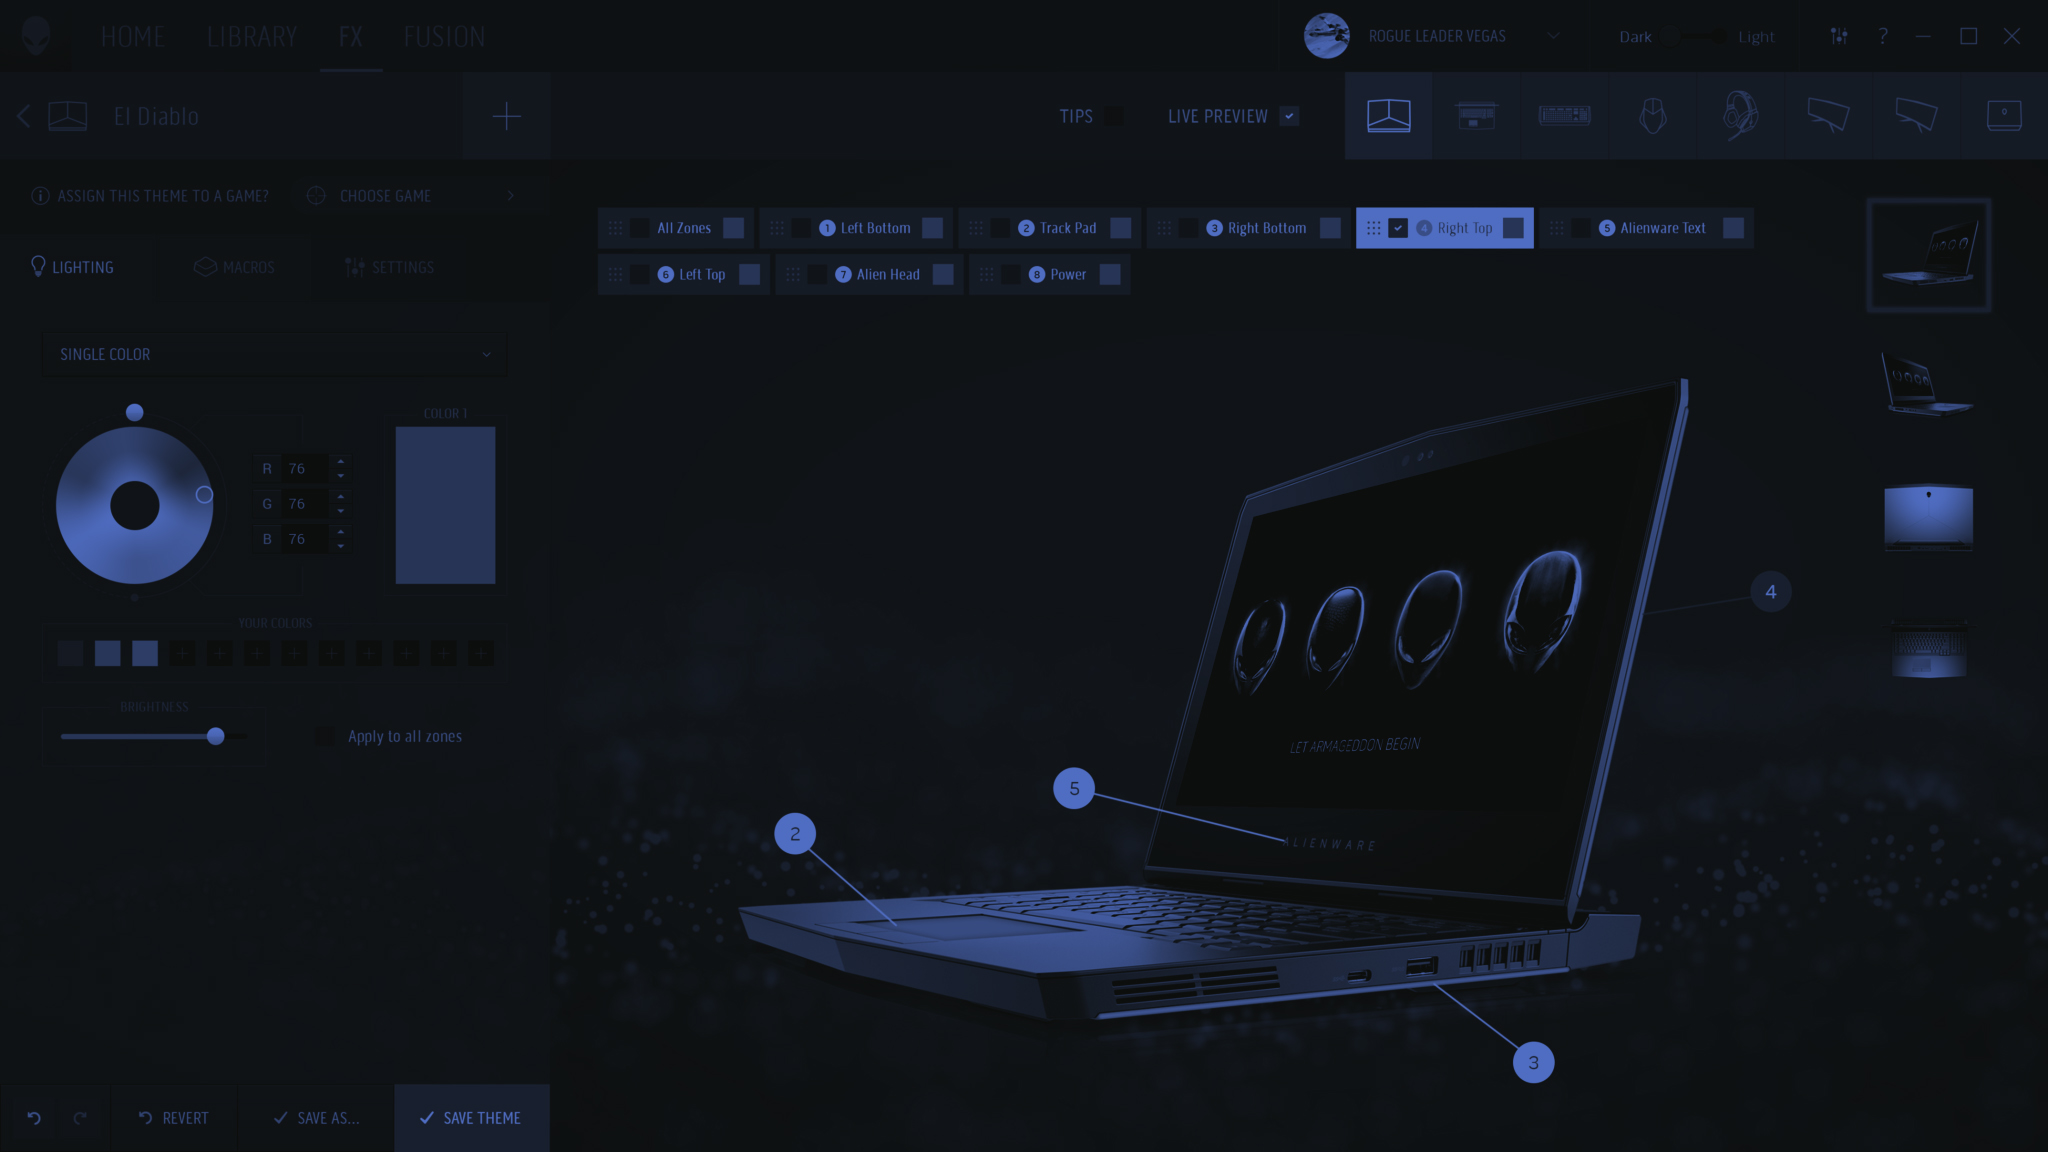 HOME LIBRARY FX FUSION
ROGUE LEADER VEGAS
Dark Light
?
El Diablo
+
TIPS
LIVE PREVIEW
ASSIGN THIS THEME TO A GAME?
CHOOSE GAME
LIGHTING
MACROS
SETTINGS
All Zones
1 Left Bottom
2 Track Pad
3 Right Bottom
4 Right Top
5 Alienware Text
6 Left Top
7 Alien Head
8 Power
SINGLE COLOR
COLOR 1
R 76
G 76
B 76
YOUR COLORS
BRIGHTNESS
Apply to all zones
LET ARMAGEDDON BEGIN
ALIENWARE
4
5
2
3
REVERT
SAVE AS...
SAVE THEME